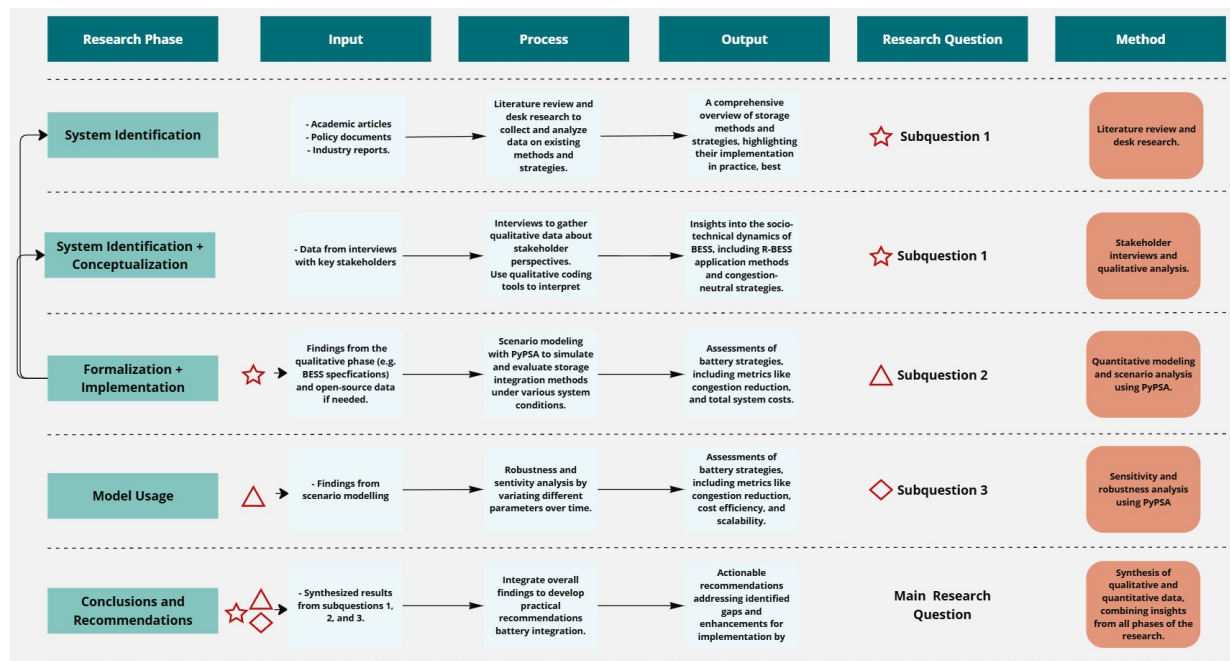 Research Phase
Input
Process
Output
Research Question
Method
System Identification
- Academic articles
- Policy documents
- Industry reports.
Literature review and
desk research to
collect and analyze
data on existing
methods and
strategies.
A comprehensive
overview of storage
methods and
strategies, highlighting
their implementation
in practice, best
Subquestion 1
Literature review and
desk research.
System Identification +
Conceptualization
- Data from interviews
with key stakeholders
Interviews to gather
qualitative data about
stakeholder
perspectives.
Use qualitative coding
tools to interpret
Insights into the socio-
technical dynamics of
BESS, including R-BESS
application methods
and congestion-
neutral strategies.
Subquestion 1
Stakeholder
interviews and
qualitative analysis.
Formalization +
Implementation
Findings from the
qualitative phase (e.g.
BESS specfications)
and open-source data
if needed.
Scenario modeling
with PyPSA to simulate
and evaluate storage
integration methods
under various system
conditions.
Assessments of
battery strategies,
including metrics like
congestion reduction,
and total system costs.
Subquestion 2
Quantitative modeling
and scenario analysis
using PyPSA.
Model Usage
- Findings from
scenario modelling
Robustness and
sentivity analysis by
variating different
parameters over time.
Assessments of
battery strategies,
including metrics like
congestion reduction,
cost efficiency, and
scalability.
Subquestion 3
Sensitivity and
robustness analysis
using PyPSA
Conclusions and
Recommendations
- Synthesized results
from subquestions 1,
2, and 3.
Integrate overall
findings to develop
practical
recommendations
battery integration.
Actionable
recommendations
addressing identified
gaps and
enhancements for
implementation by
Main Research
Question
Synthesis of
qualitative and
quantitative data,
combining insights
from all phases of the
research.